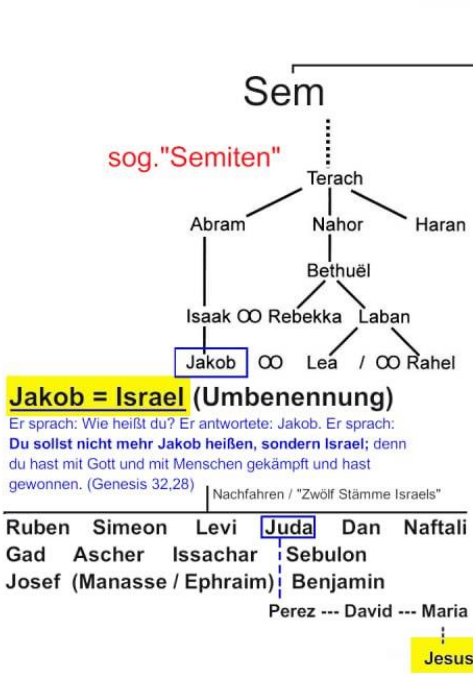 Sem
sog."Semiten"
Terach
Abram Nahor Haran
Bethuël
Isaak ꝏ Rebekka Laban
Jakob ꝏ Lea / ꝏ Rahel
Jakob = Israel (Umbenennung)
Er sprach: Wie heißt du? Er antwortete: Jakob. Er sprach:
Du sollst nicht mehr Jakob heißen, sondern Israel; denn
du hast mit Gott und mit Menschen gekämpft und hast
gewonnen. (Genesis 32,28)
Nachfahren / "Zwölf Stämme Israels"
Ruben Simeon Levi Juda Dan Naftali
Gad Ascher Issachar Sebulon
Josef (Manasse / Ephraim) Benjamin
Perez --- David --- Maria
Jesus